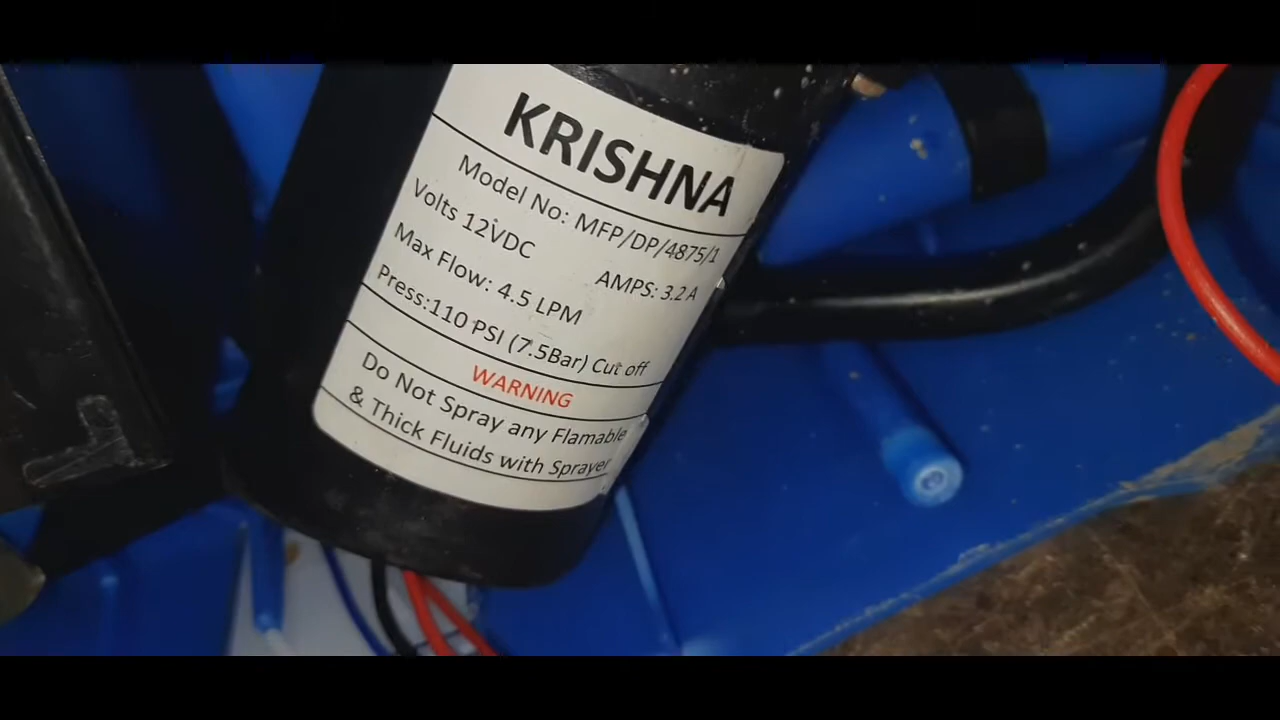 KRISHNA
Model No: MFP/DP/4875/1
Volts 12VDC AMPS: 3.2 A
Max Flow: 4.5 LPM
Press:110 PSI (7.5Bar) Cut off
WARNING
Do Not Spray any Flamable
& Thick Fluids with Sprayer